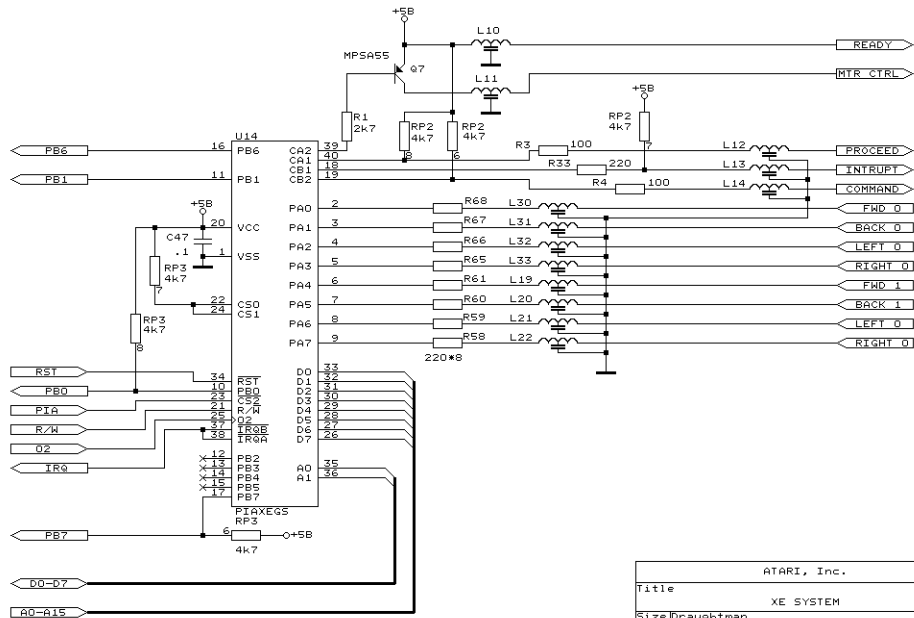 +5B
L10
READY
MPSA55
Q7
L11
MTR CTRL
+5B
R1
2k7
RP2
4k7
8
RP2
4k7
6
RP2
4k7
7
U14
R3
100
L12
PROCEED
R33
220
L13
INTRUPT
R4
100
L14
COMMAND
PB6
16
PB6
CA2
39
CA1
40
CB1
18
CB2
19
PB1
11
PB1
+5B
20
VCC
C47
.1
1
VSS
RP3
4k7
7
22
CS0
24
CS1
RP3
4k7
8
PA0
2
R68
L30
FWD 0
PA1
3
R67
L31
BACK 0
PA2
4
R66
L32
LEFT 0
PA3
5
R65
L33
RIGHT 0
PA4
6
R61
L19
FWD 1
PA5
7
R60
L20
BACK 1
PA6
8
R59
L21
LEFT 0
PA7
9
R58
L22
RIGHT 0
220*8
RST
34
RST
PB0
10
PB0
PIA
23
CS2
R/W
21
R/W
O2
25
O2
37
IRQB
38
IRQA
IRQ
D0
33
D1
32
D2
31
D3
30
D4
29
D5
28
D6
27
D7
26
12
PB2
13
PB3
14
PB4
15
PB5
17
PB7
A0
35
A1
36
PIAXEGS
RP3
PB7
6
+5B
4k7
D0-D7
A0-A15
ATARI, Inc.
Title
XE SYSTEM
Size
Draughtman